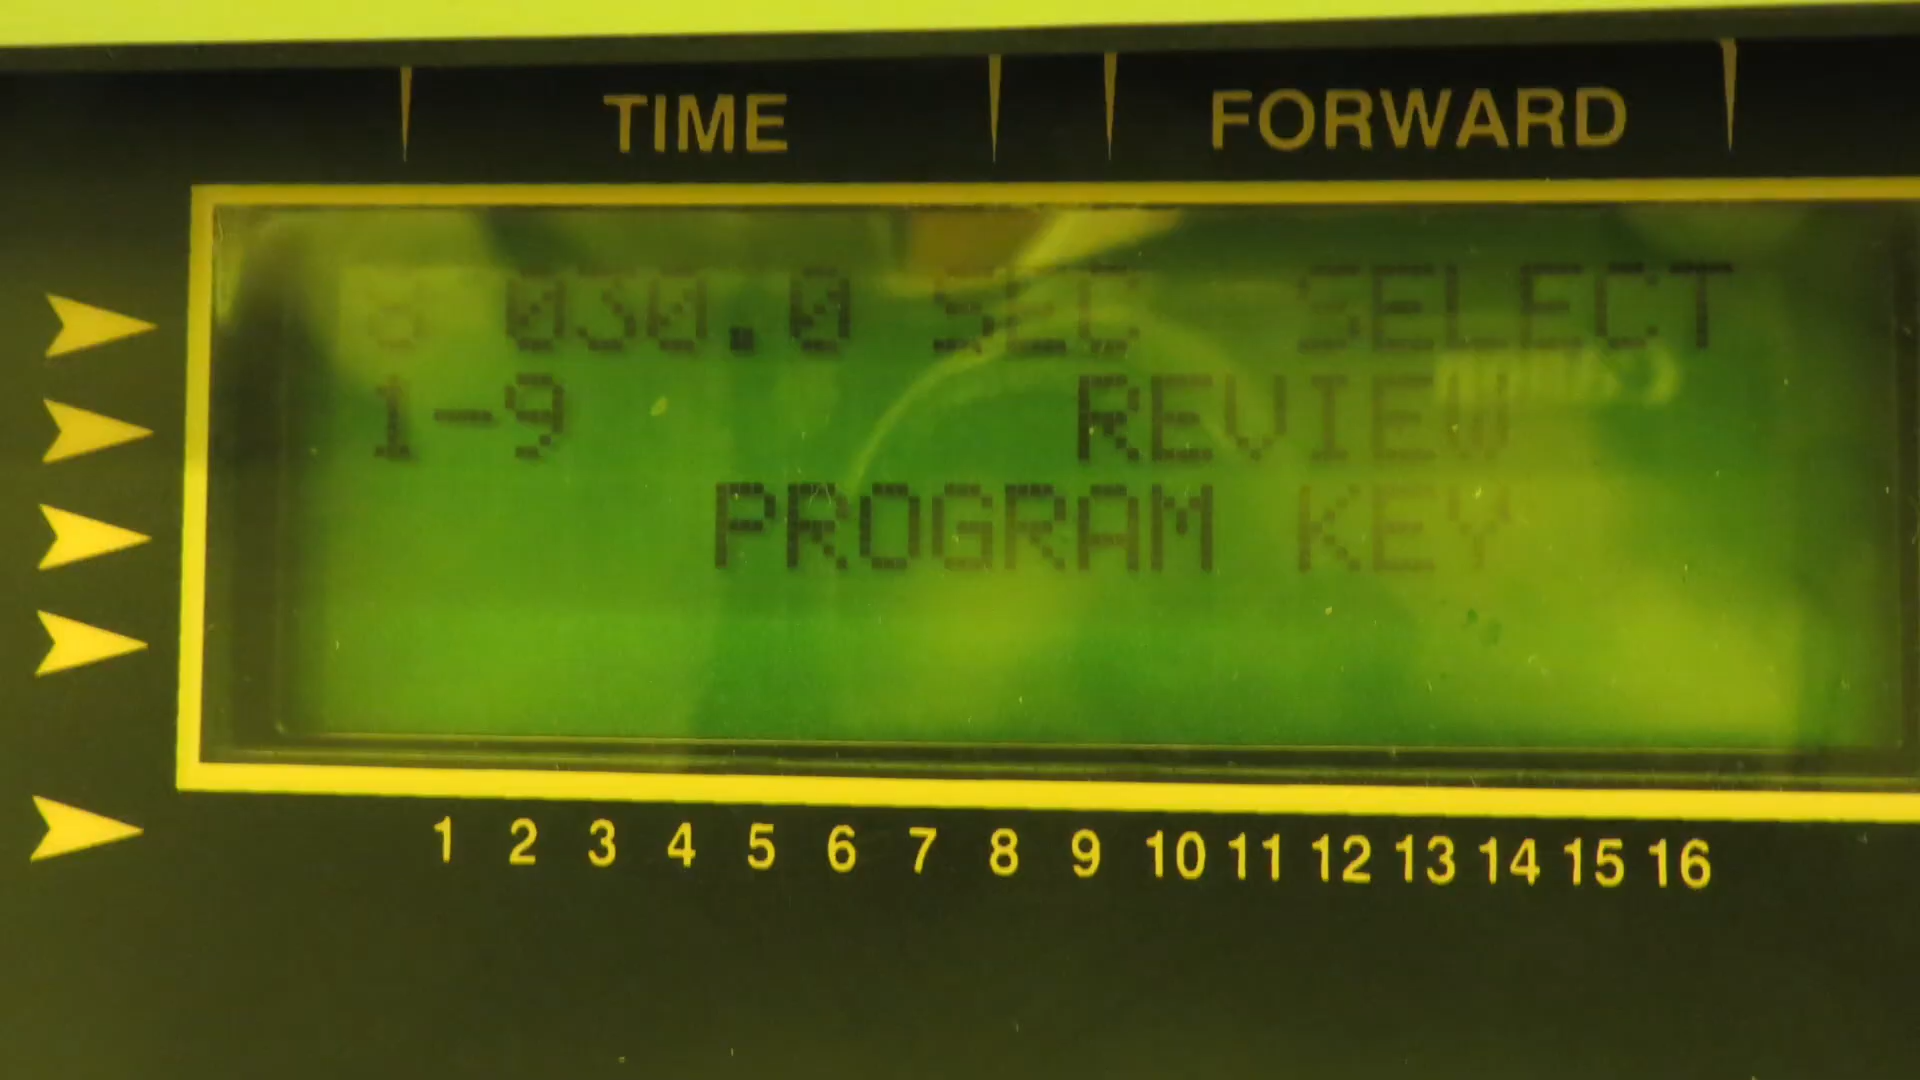 TIME FORWARD
8 030.0 SEC SELECT
1-9 REVIEW
PROGRAM KEY
1 2 3 4 5 6 7 8 9 10 11 12 13 14 15 16